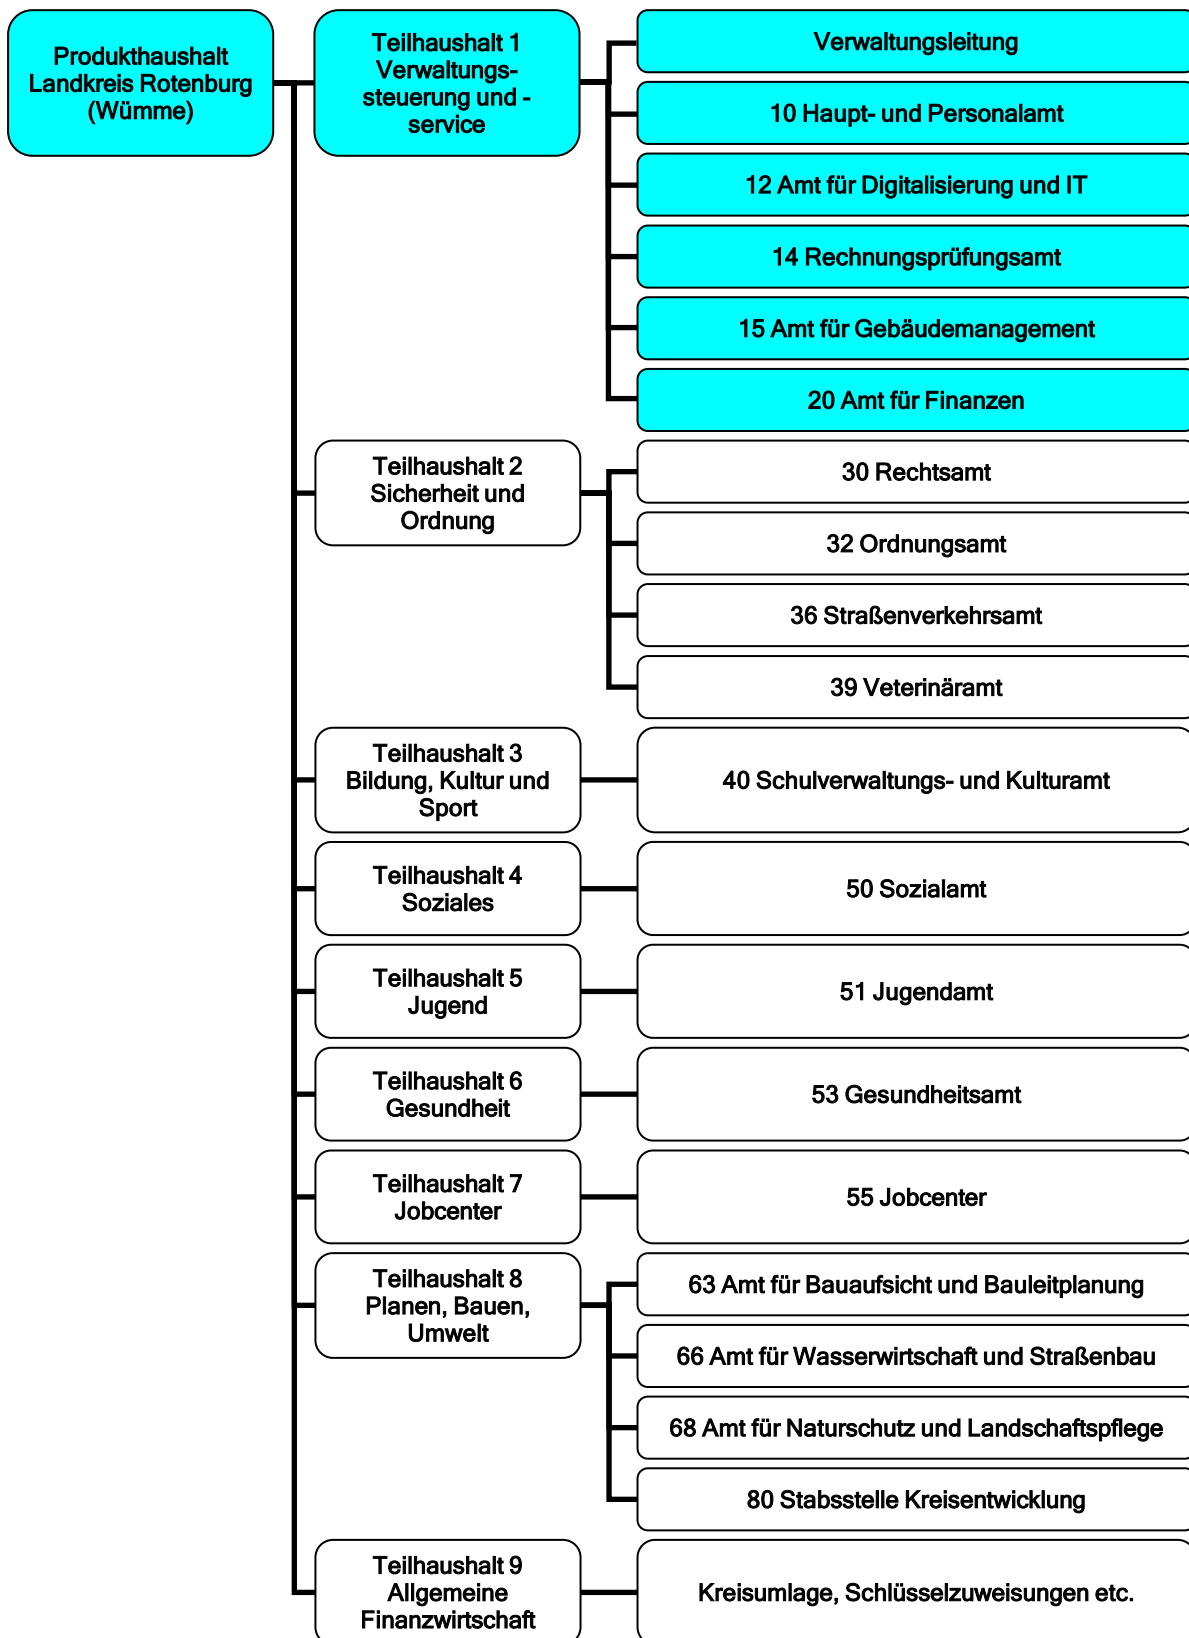 Produkthaushalt
Landkreis Rotenburg
(Wümme)
Teilhaushalt 1
Verwaltungs-
steuerung und -
service
Verwaltungsleitung
10 Haupt- und Personalamt
12 Amt für Digitalisierung und IT
14 Rechnungsprüfungsamt
15 Amt für Gebäudemanagement
20 Amt für Finanzen
Teilhaushalt 2
Sicherheit und
Ordnung
30 Rechtsamt
32 Ordnungsamt
36 Straßenverkehrsamt
39 Veterinäramt
Teilhaushalt 3
Bildung, Kultur und
Sport
40 Schulverwaltungs- und Kulturamt
Teilhaushalt 4
Soziales
50 Sozialamt
Teilhaushalt 5
Jugend
51 Jugendamt
Teilhaushalt 6
Gesundheit
53 Gesundheitsamt
Teilhaushalt 7
Jobcenter
55 Jobcenter
Teilhaushalt 8
Planen, Bauen,
Umwelt
63 Amt für Bauaufsicht und Bauleitplanung
66 Amt für Wasserwirtschaft und Straßenbau
68 Amt für Naturschutz und Landschaftspflege
80 Stabsstelle Kreisentwicklung
Teilhaushalt 9
Allgemeine
Finanzwirtschaft
Kreisumlage, Schlüsselzuweisungen etc.